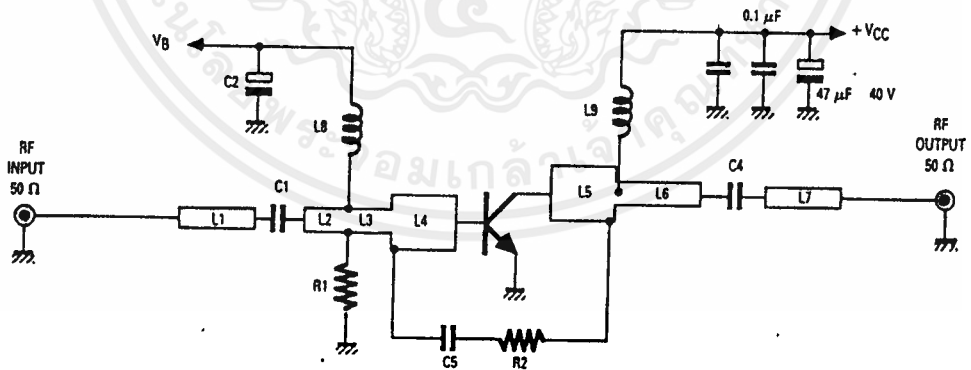 0.1 µF
+ VCC
VB
C2
L8
L9
47 µF 40 V
RF
INPUT
50 Ω
RF
OUTPUT
50 Ω
C1
C4
L1
L2
L3
L4
L5
L6
L7
R1
C5
R2